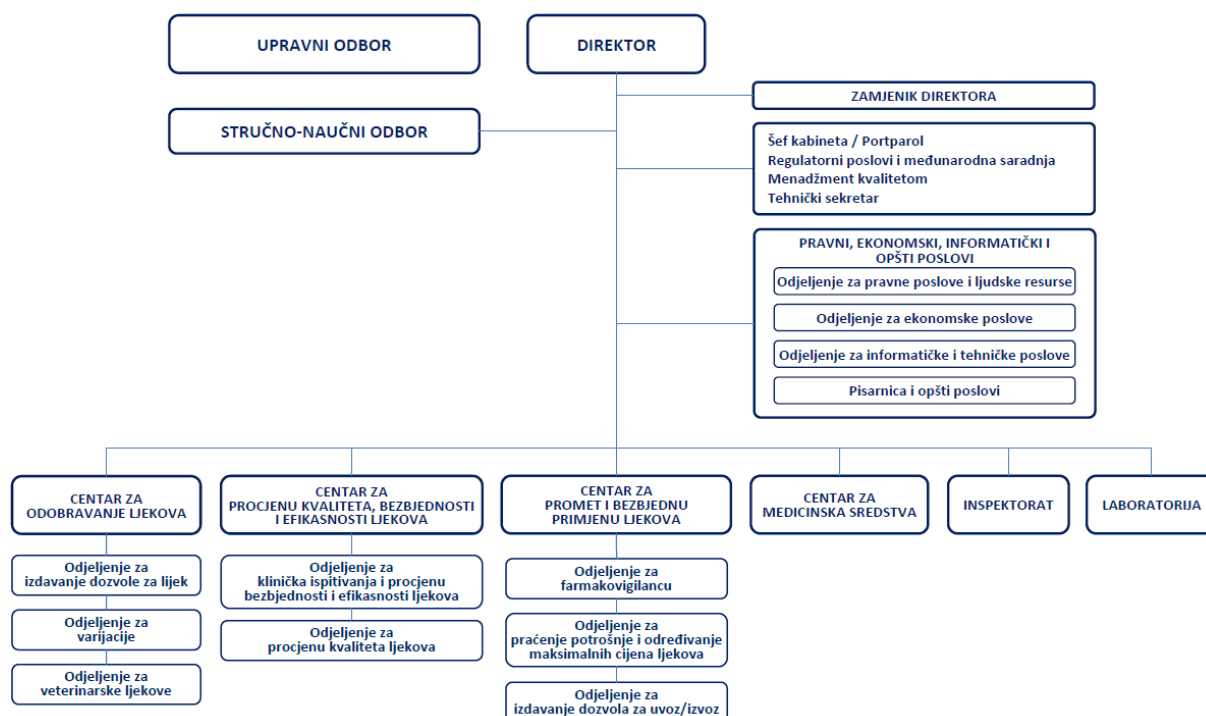 UPRAVNI ODBOR
DIREKTOR
ZAMJENIK DIREKTORA
STRUČNO-NAUČNI ODBOR
Šef kabineta / Portparol
Regulatorni poslovi i međunarodna saradnja
Menadžment kvalitetom
Tehnički sekretar
PRAVNI, EKONOMSKI, INFORMATIČKI I
OPŠTI POSLOVI
Odjeljenje za pravne poslove i ljudske resurse
Odjeljenje za ekonomske poslove
Odjeljenje za informatičke i tehničke poslove
Pisarnica i opšti poslovi
CENTAR ZA
ODOBRAVANJE LJEKOVA
Odjeljenje za
izdavanje dozvole za lijek
Odjeljenje za
varijacije
Odjeljenje za
veterinarske ljekove
CENTAR ZA
PROCJENU KVALITETA, BEZBJEDNOSTI
I EFIKASNOSTI LJEKOVA
Odjeljenje za
klinička ispitivanja i procjenu
bezbjednosti i efikasnosti ljekova
Odjeljenje za
procjenu kvaliteta ljekova
CENTAR ZA
PROMET I BEZBJEDNU
PRIMJENU LJEKOVA
Odjeljenje za
farmakovigilancu
Odjeljenje za
praćenje potrošnje i određivanje
maksimalnih cijena ljekova
Odjeljenje za
izdavanje dozvola za uvoz/izvoz
CENTAR ZA
MEDICINSKA SREDSTVA
INSPEKTORAT
LABORATORIJA